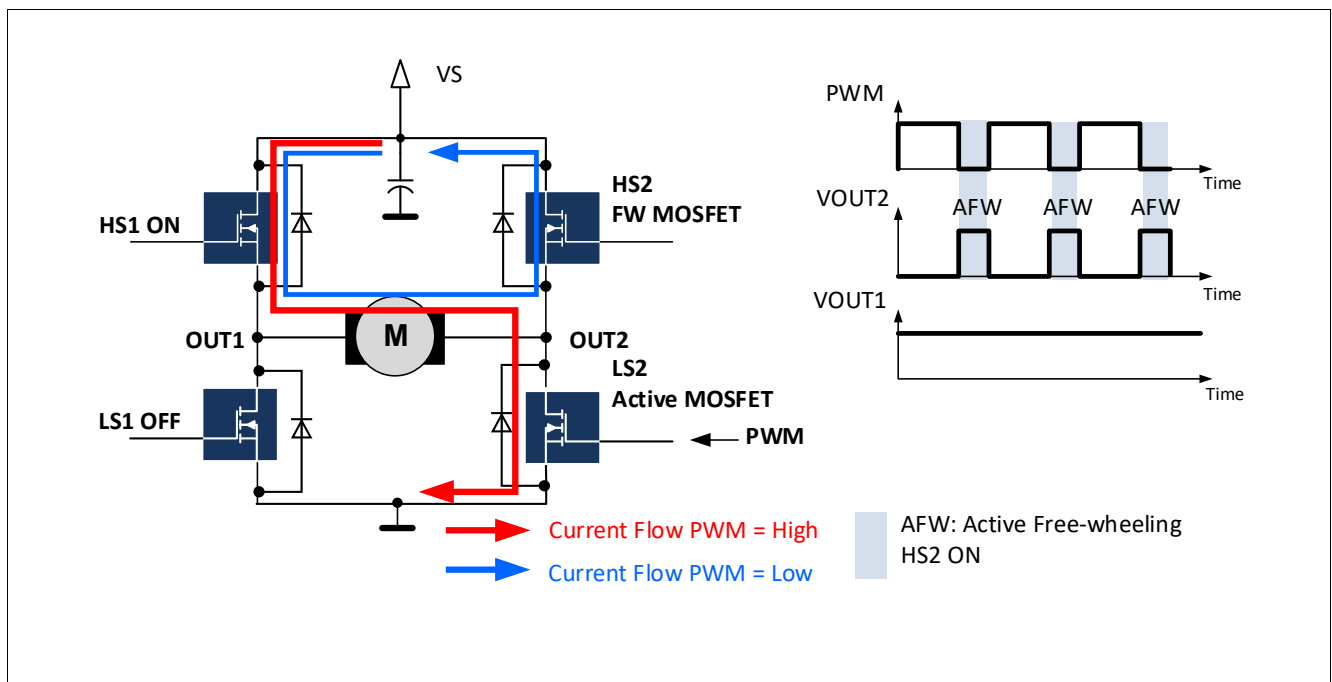 VS
HS1 ON
HS2
FW MOSFET
M
OUT1
OUT2
LS1 OFF
LS2
Active MOSFET
PWM
Current Flow PWM = High
Current Flow PWM = Low
PWM
Time
VOUT2
AFW AFW AFW
Time
VOUT1
Time
AFW: Active Free-wheeling
HS2 ON